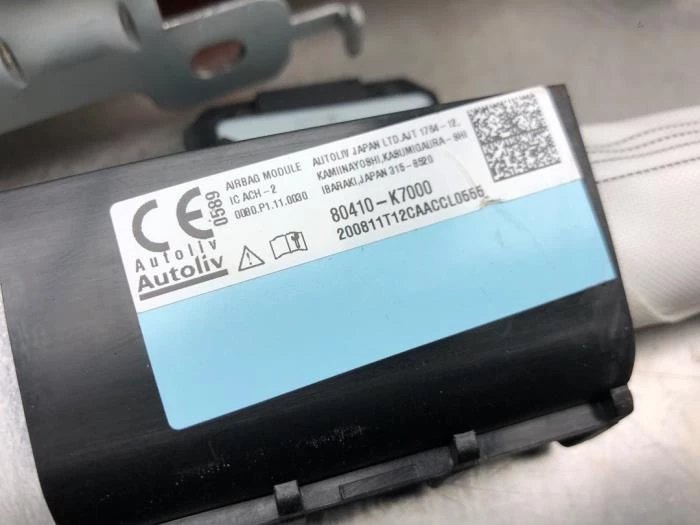 CE
0589
Autoliv
Autoliv
AIRBAG MODULE
IC ACH-2
0080.P1.11.0030
AUTOLIV JAPAN LTD.AJT 1764-12,
KAMIINAYOSHI,KASUMIGAURA-SHI
IBARAKI,JAPAN 315-8520
80410-K7000
200811T12CAACCL0555